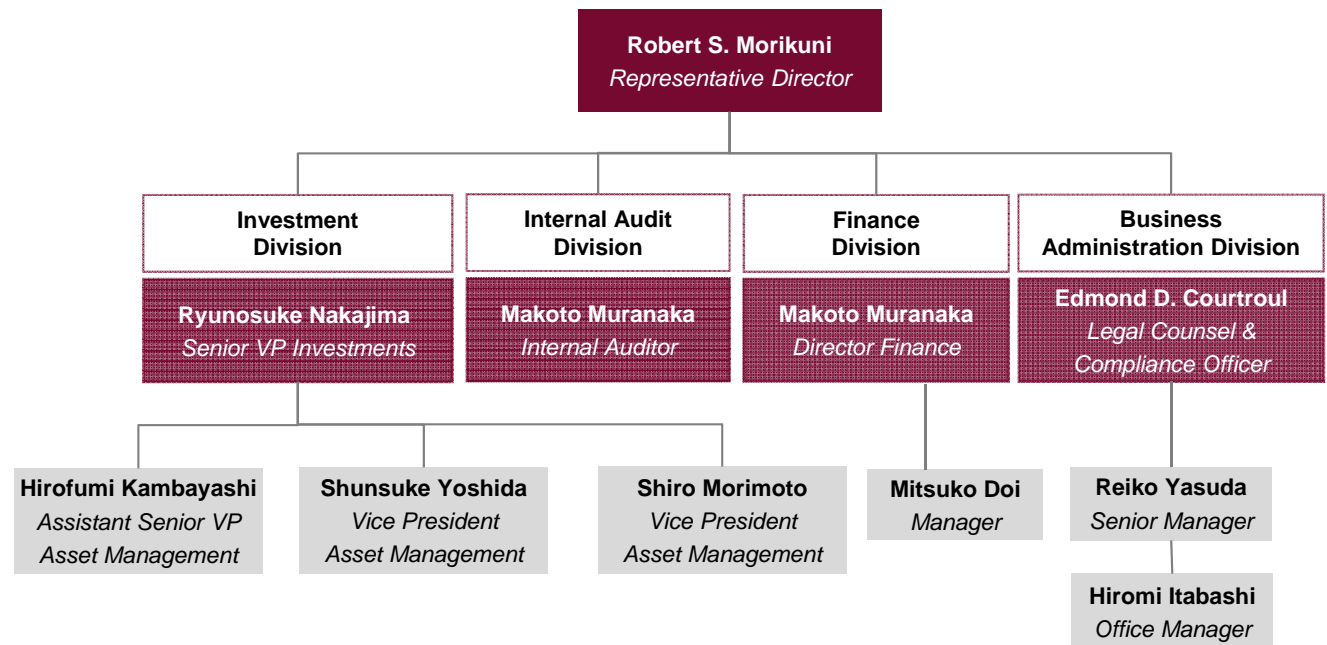 Robert S. Morikuni
Representative Director
Investment
Division
Internal Audit
Division
Finance
Division
Business
Administration Division
Ryunosuke Nakajima
Senior VP Investments
Makoto Muranaka
Internal Auditor
Makoto Muranaka
Director Finance
Edmond D. Courtroul
Legal Counsel &
Compliance Officer
Hirofumi Kambayashi
Assistant Senior VP
Asset Management
Shunsuke Yoshida
Vice President
Asset Management
Shiro Morimoto
Vice President
Asset Management
Mitsuko Doi
Manager
Reiko Yasuda
Senior Manager
Hiromi Itabashi
Office Manager